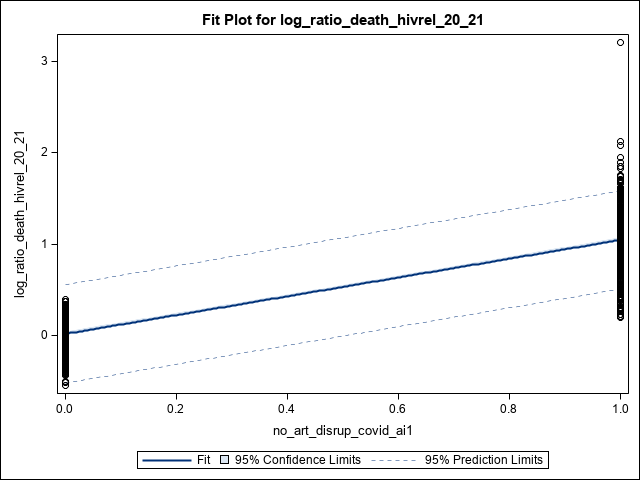 Fit Plot for log_ratio_death_hivrel_20_21
3
2
1
0
log_ratio_death_hivrel_20_21
0.0 0.2 0.4 0.6 0.8 1.0
no_art_disrup_covid_ai1
Fit 95% Confidence Limits 95% Prediction Limits